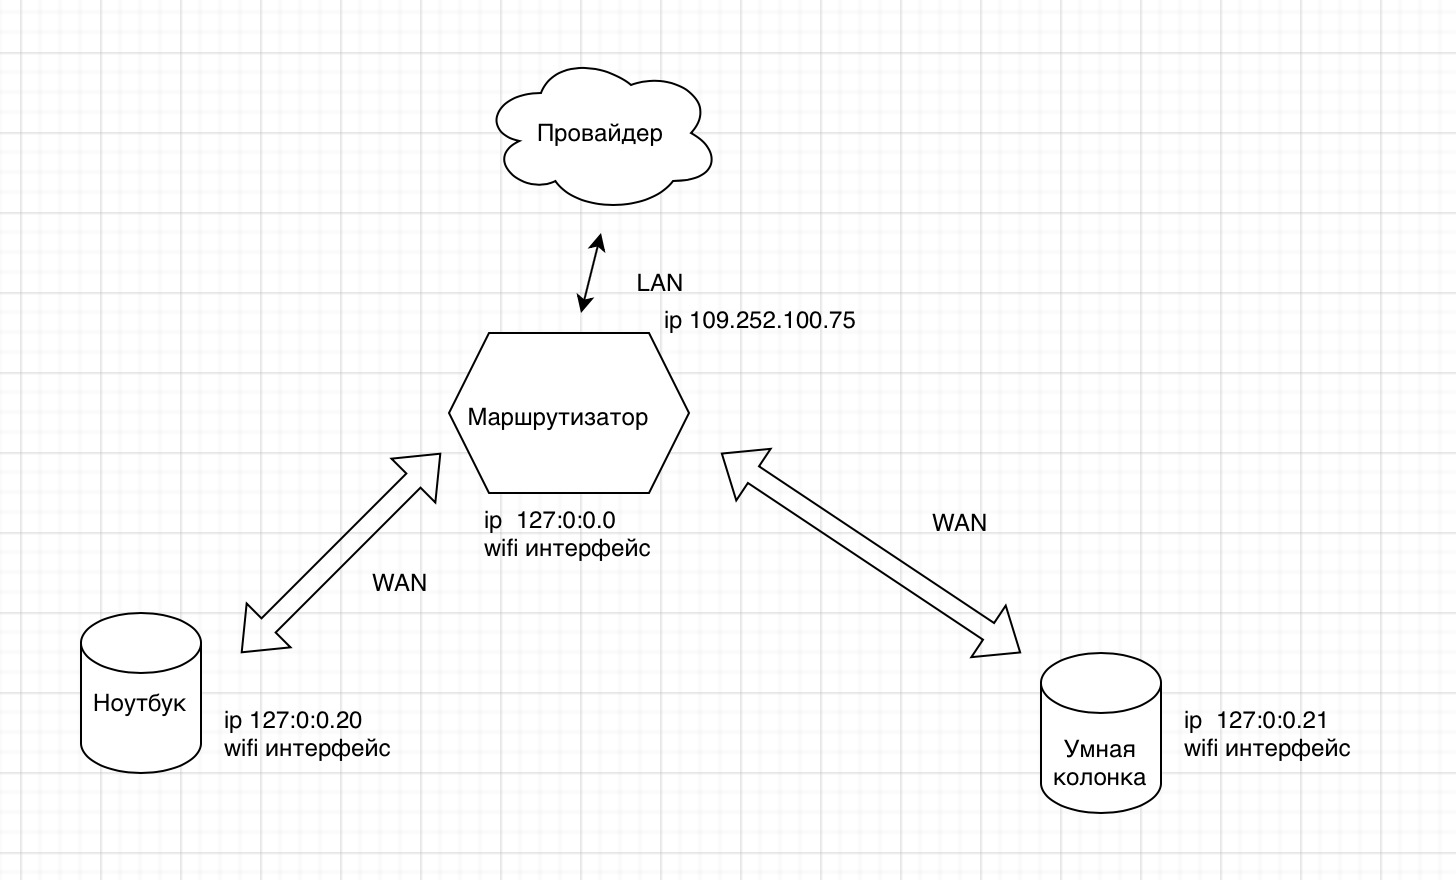 Провайдер
LAN
ip 109.252.100.75
Маршрутизатор
ip  127:0:0.0
wifi интерфейс
WAN
WAN
Ноутбук
ip 127:0:0.20
wifi интерфейс
Умная
колонка
ip  127:0:0.21
wifi интерфейс